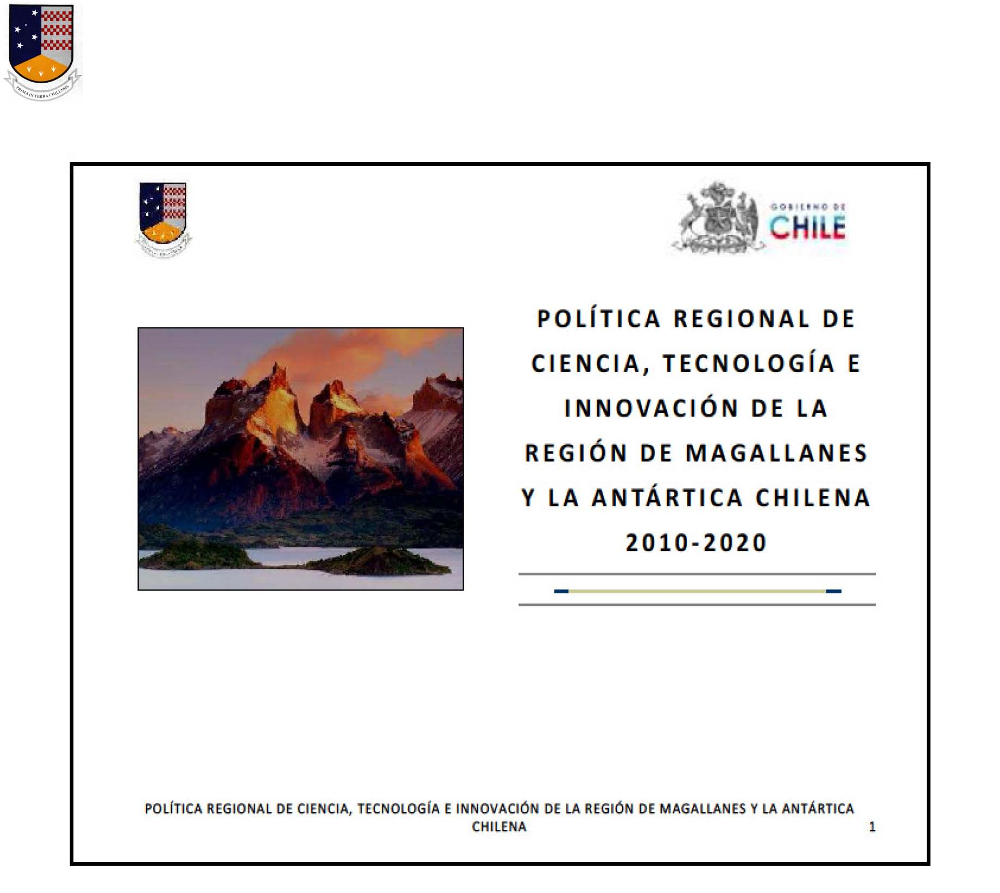 PRIMA IN TERRA CHILENSIS
GOBIERNO DE
CHILE
POLÍTICA REGIONAL DE
CIENCIA, TECNOLOGÍA E
INNOVACIÓN DE LA
REGIÓN DE MAGALLANES
Y LA ANTÁRTICA CHILENA
2010-2020
POLÍTICA REGIONAL DE CIENCIA, TECNOLOGÍA E INNOVACIÓN DE LA REGIÓN DE MAGALLANES Y LA ANTÁRTICA
CHILENA 1